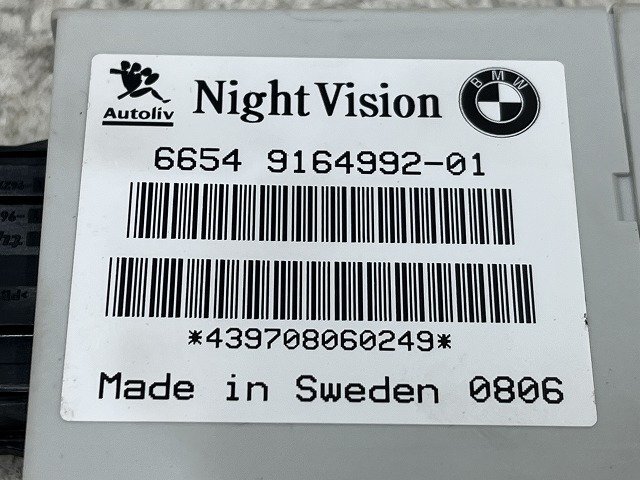 Autoliv Night Vision BMW
6654 9164992-01
*439708060249*
Made in Sweden 0806